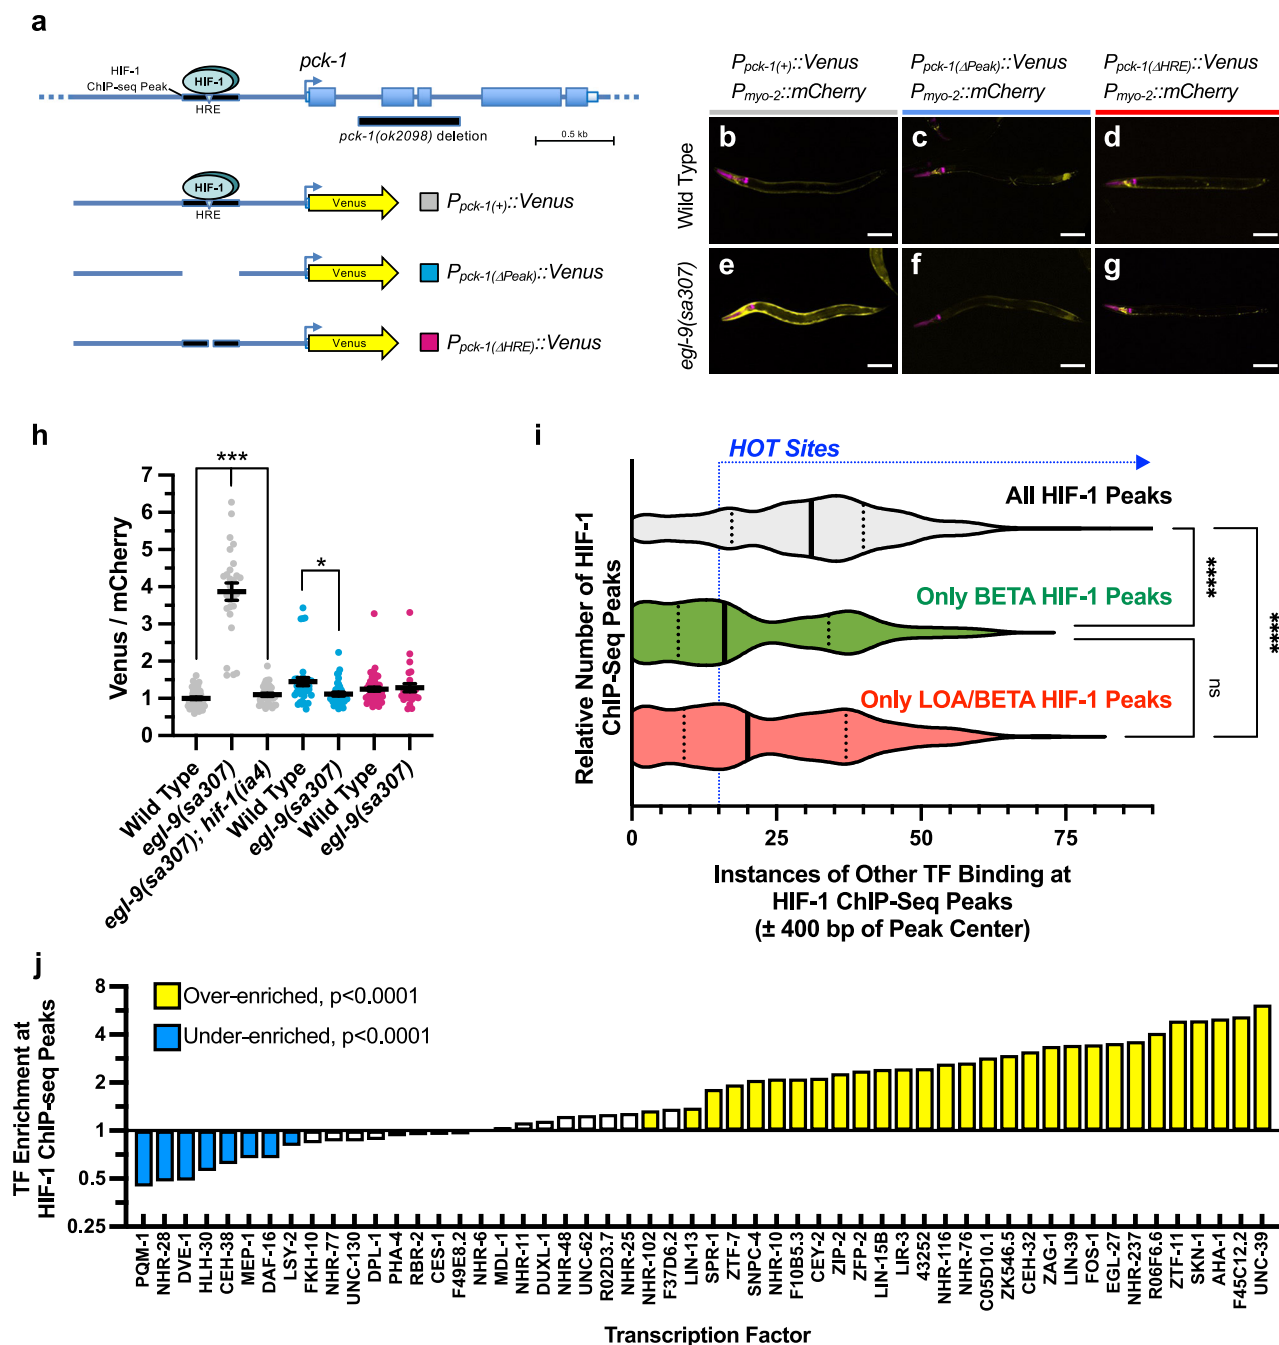 a
HIF-1
ChIP-seq Peak
HIF-1
HRE
pck-1
pck-1(ok2098) deletion
0.5 kb
HIF-1
HRE
Venus
Ppck-1(+)::Venus
Venus
Ppck-1(ΔPeak)::Venus
Venus
Ppck-1(ΔHRE)::Venus
Ppck-1(+)::Venus
Pmyo-2::mCherry
Ppck-1(ΔPeak)::Venus
Pmyo-2::mCherry
Ppck-1(ΔHRE)::Venus
Pmyo-2::mCherry
Wild Type
b
c
d
egl-9(sa307)
e
f
g
h
Venus / mCherry
7
6
5
4
3
2
1
0
***
*
Wild Type
egl-9(sa307)
egl-9(sa307); hif-1(ia4)
Wild Type
egl-9(sa307)
Wild Type
egl-9(sa307)
i
HOT Sites
Relative Number of HIF-1
ChIP-Seq Peaks
All HIF-1 Peaks
Only BETA HIF-1 Peaks
Only LOA/BETA HIF-1 Peaks
****
ns
****
0
25
50
75
Instances of Other TF Binding at
HIF-1 ChIP-Seq Peaks
(± 400 bp of Peak Center)
j
TF Enrichment at
HIF-1 ChIP-seq Peaks
8
4
2
1
0.5
0.25
Over-enriched, p<0.0001
Under-enriched, p<0.0001
PQM-1
NHR-28
DVE-1
HLH-30
CEH-38
MEP-1
DAF-16
LSY-2
FKH-10
NHR-77
UNC-130
DPL-1
PHA-4
RBR-2
CES-1
F49E8.2
NHR-6
MDL-1
NHR-11
DUXL-1
NHR-48
UNC-62
R02D3.7
NHR-25
NHR-102
F37D6.2
LIN-13
SPR-1
ZTF-7
SNPC-4
NHR-10
F10B5.3
CEY-2
ZIP-2
ZFP-2
LIN-15B
LIR-3
43252
NHR-116
NHR-76
C05D10.1
ZK546.5
CEH-32
ZAG-1
LIN-39
FOS-1
EGL-27
NHR-237
R06F6.6
ZTF-11
SKN-1
AHA-1
F45C12.2
UNC-39
Transcription Factor